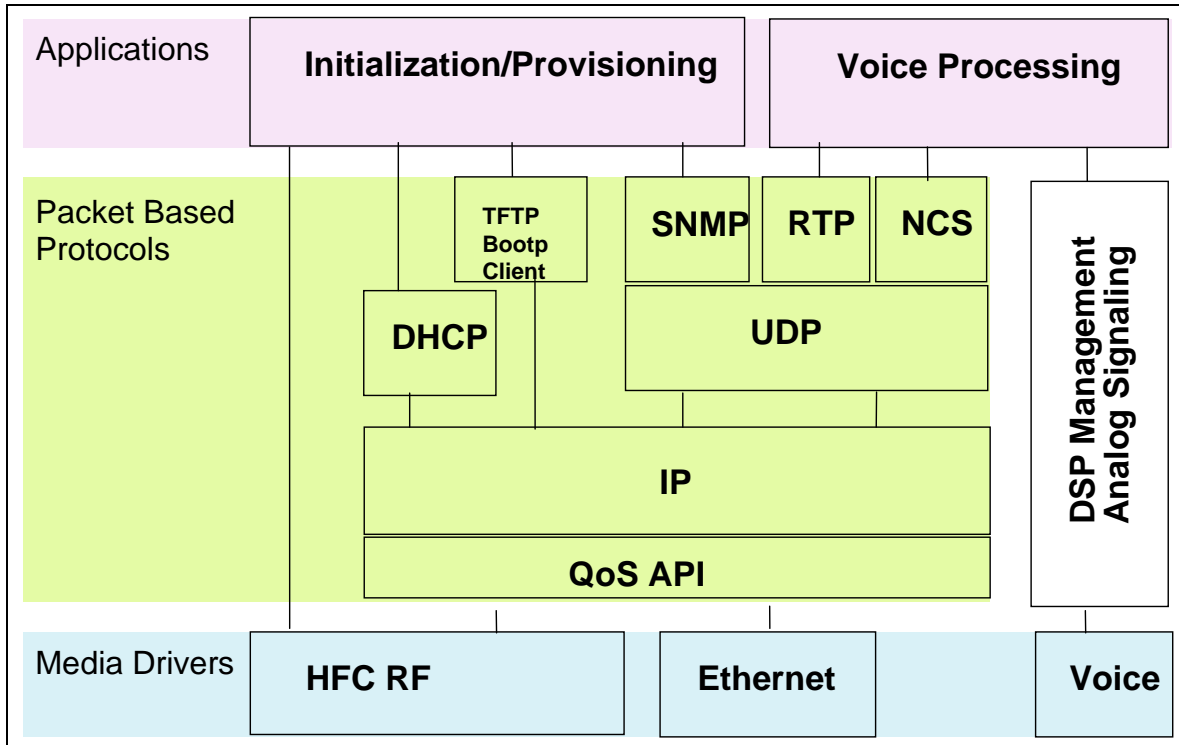 Applications
Initialization/Provisioning
Voice Processing
Packet Based
Protocols
TFTP
Bootp
Client
SNMP
RTP
NCS
DHCP
UDP
DSP Management
Analog Signaling
IP
QoS API
Media Drivers
HFC RF
Ethernet
Voice